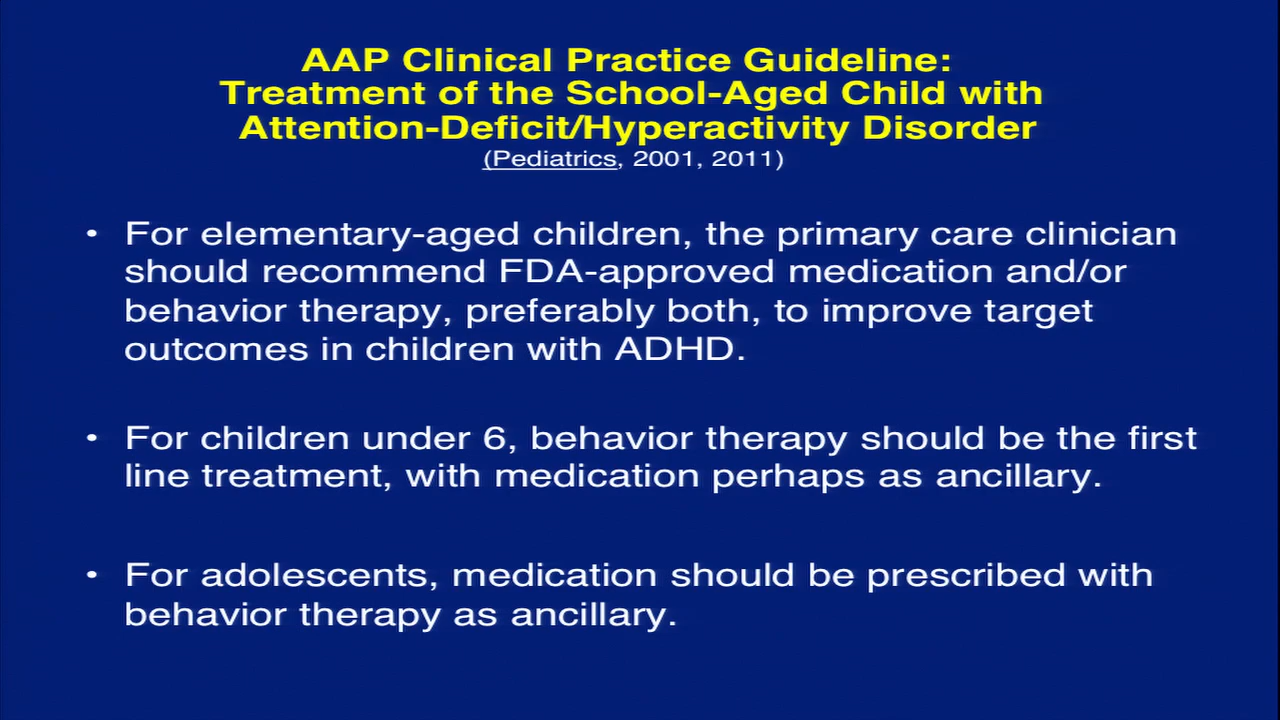 AAP Clinical Practice Guideline:
Treatment of the School-Aged Child with
Attention-Deficit/Hyperactivity Disorder
(Pediatrics, 2001, 2011)
• For elementary-aged children, the primary care clinician
should recommend FDA-approved medication and/or
behavior therapy, preferably both, to improve target
outcomes in children with ADHD.
• For children under 6, behavior therapy should be the first
line treatment, with medication perhaps as ancillary.
• For adolescents, medication should be prescribed with
behavior therapy as ancillary.